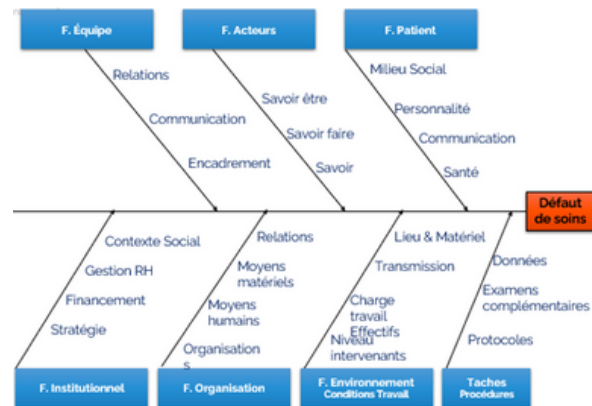 F. Équipe
F. Acteurs
F. Patient
Relations
Communication
Encadrement
Savoir être
Savoir faire
Savoir
Milieu Social
Personnalité
Communication
Santé
Défaut
de soins
Contexte Social
Gestion RH
Financement
Stratégie
Relations
Moyens
matériels
Moyens
humains
Organisation
s
Lieu & Matériel
Transmission
Charge
travail
Effectifs
Niveau
intervenants
Données
Examens
complémentaires
Protocoles
F. Institutionnel
F. Organisation
F. Environnement
Conditions Travail
Taches
Procédures